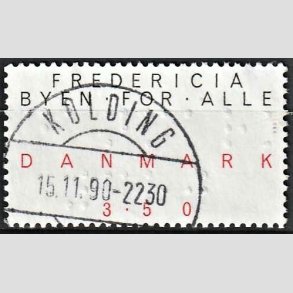 FREDERICIA
BYEN·FOR·ALLE
KOLDING
DANMARK
15.11.90-2230
3·50